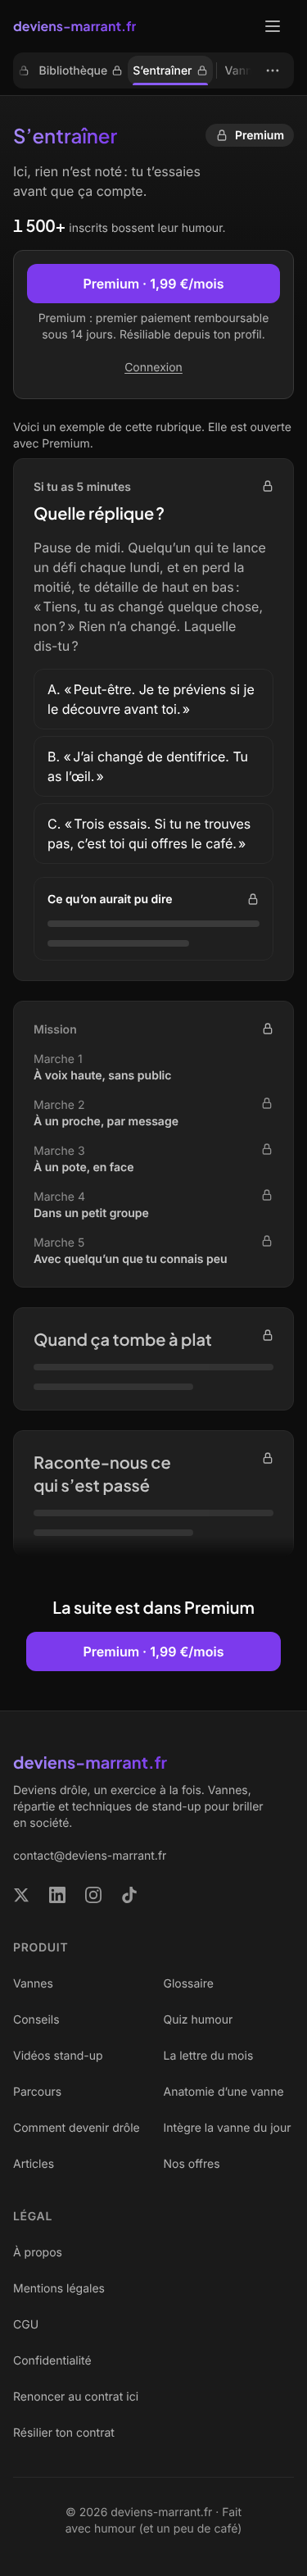 deviens-marrant.fr
Bibliothèque
S’entraîner
S’entraîner
Premium
Ici, rien n’est noté : tu t’essaies
avant que ça compte.
1 500+ inscrits bossent leur humour.
Premium · 1,99 €/mois
Premium : premier paiement remboursable
sous 14 jours. Résiliable depuis ton profil.
Connexion
Voici un exemple de cette rubrique. Elle est ouverte
avec Premium.
Si tu as 5 minutes
Quelle réplique ?
Pause de midi. Quelqu’un qui te lance
un défi chaque lundi, et en perd la
moitié, te détaille de haut en bas :
« Tiens, tu as changé quelque chose,
non ? » Rien n’a changé. Laquelle
dis-tu ?
A. « Peut-être. Je te préviens si je
le découvre avant toi. »
B. « J’ai changé de dentifrice. Tu
as l’œil. »
C. « Trois essais. Si tu ne trouves
pas, c’est toi qui offres le café. »
Ce qu’on aurait pu dire
Mission
Marche 1
À voix haute, sans public
Marche 2
À un proche, par message
Marche 3
À un pote, en face
Marche 4
Dans un petit groupe
Marche 5
Avec quelqu’un que tu connais peu
Quand ça tombe à plat
Raconte-nous ce
qui s’est passé
La suite est dans Premium
Premium · 1,99 €/mois
deviens-marrant.fr
Deviens drôle, un exercice à la fois. Vannes,
répartie et techniques de stand-up pour briller
en société.
contact@deviens-marrant.fr
PRODUIT
Vannes
Glossaire
Conseils
Quiz humour
Vidéos stand-up
La lettre du mois
Parcours
Anatomie d’une vanne
Comment devenir drôle
Intègre la vanne du jour
Articles
Nos offres
LÉGAL
À propos
Mentions légales
CGU
Confidentialité
Renoncer au contrat ici
Résilier ton contrat
© 2026 deviens-marrant.fr · Fait
avec humour (et un peu de café)